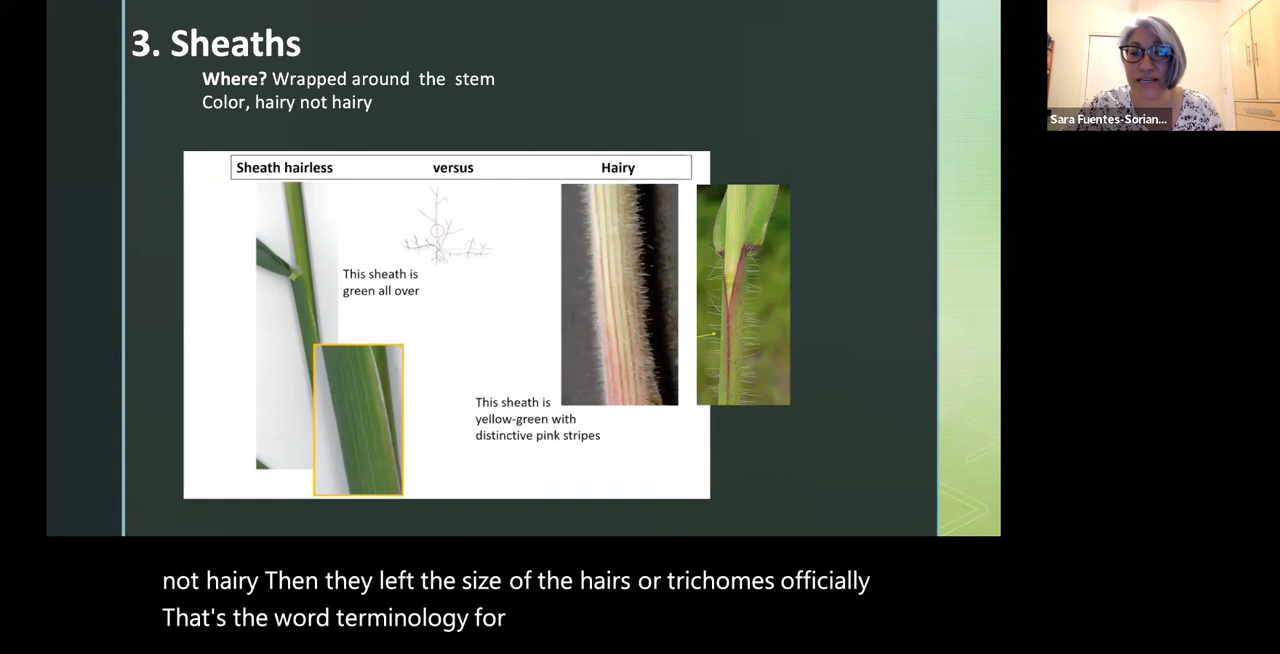 3. Sheaths
Where? Wrapped around the stem
Color, hairy not hairy
Sheath hairless versus Hairy
This sheath is
green all over
This sheath is
yellow-green with
distinctive pink stripes
Sara Fuentes-Sorian...
not hairy Then they left the size of the hairs or trichomes officially
That's the word terminology for